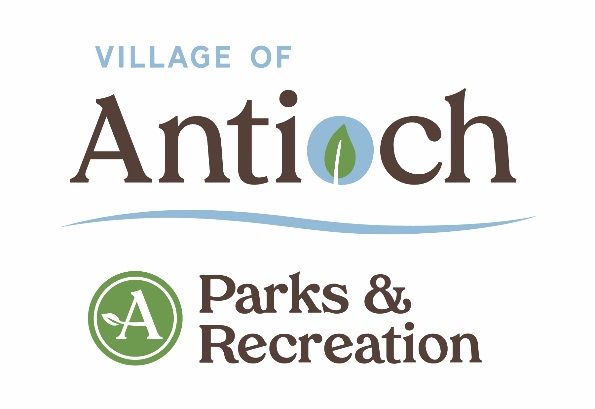 VILLAGE OF
Antioch
A
Parks &
Recreation